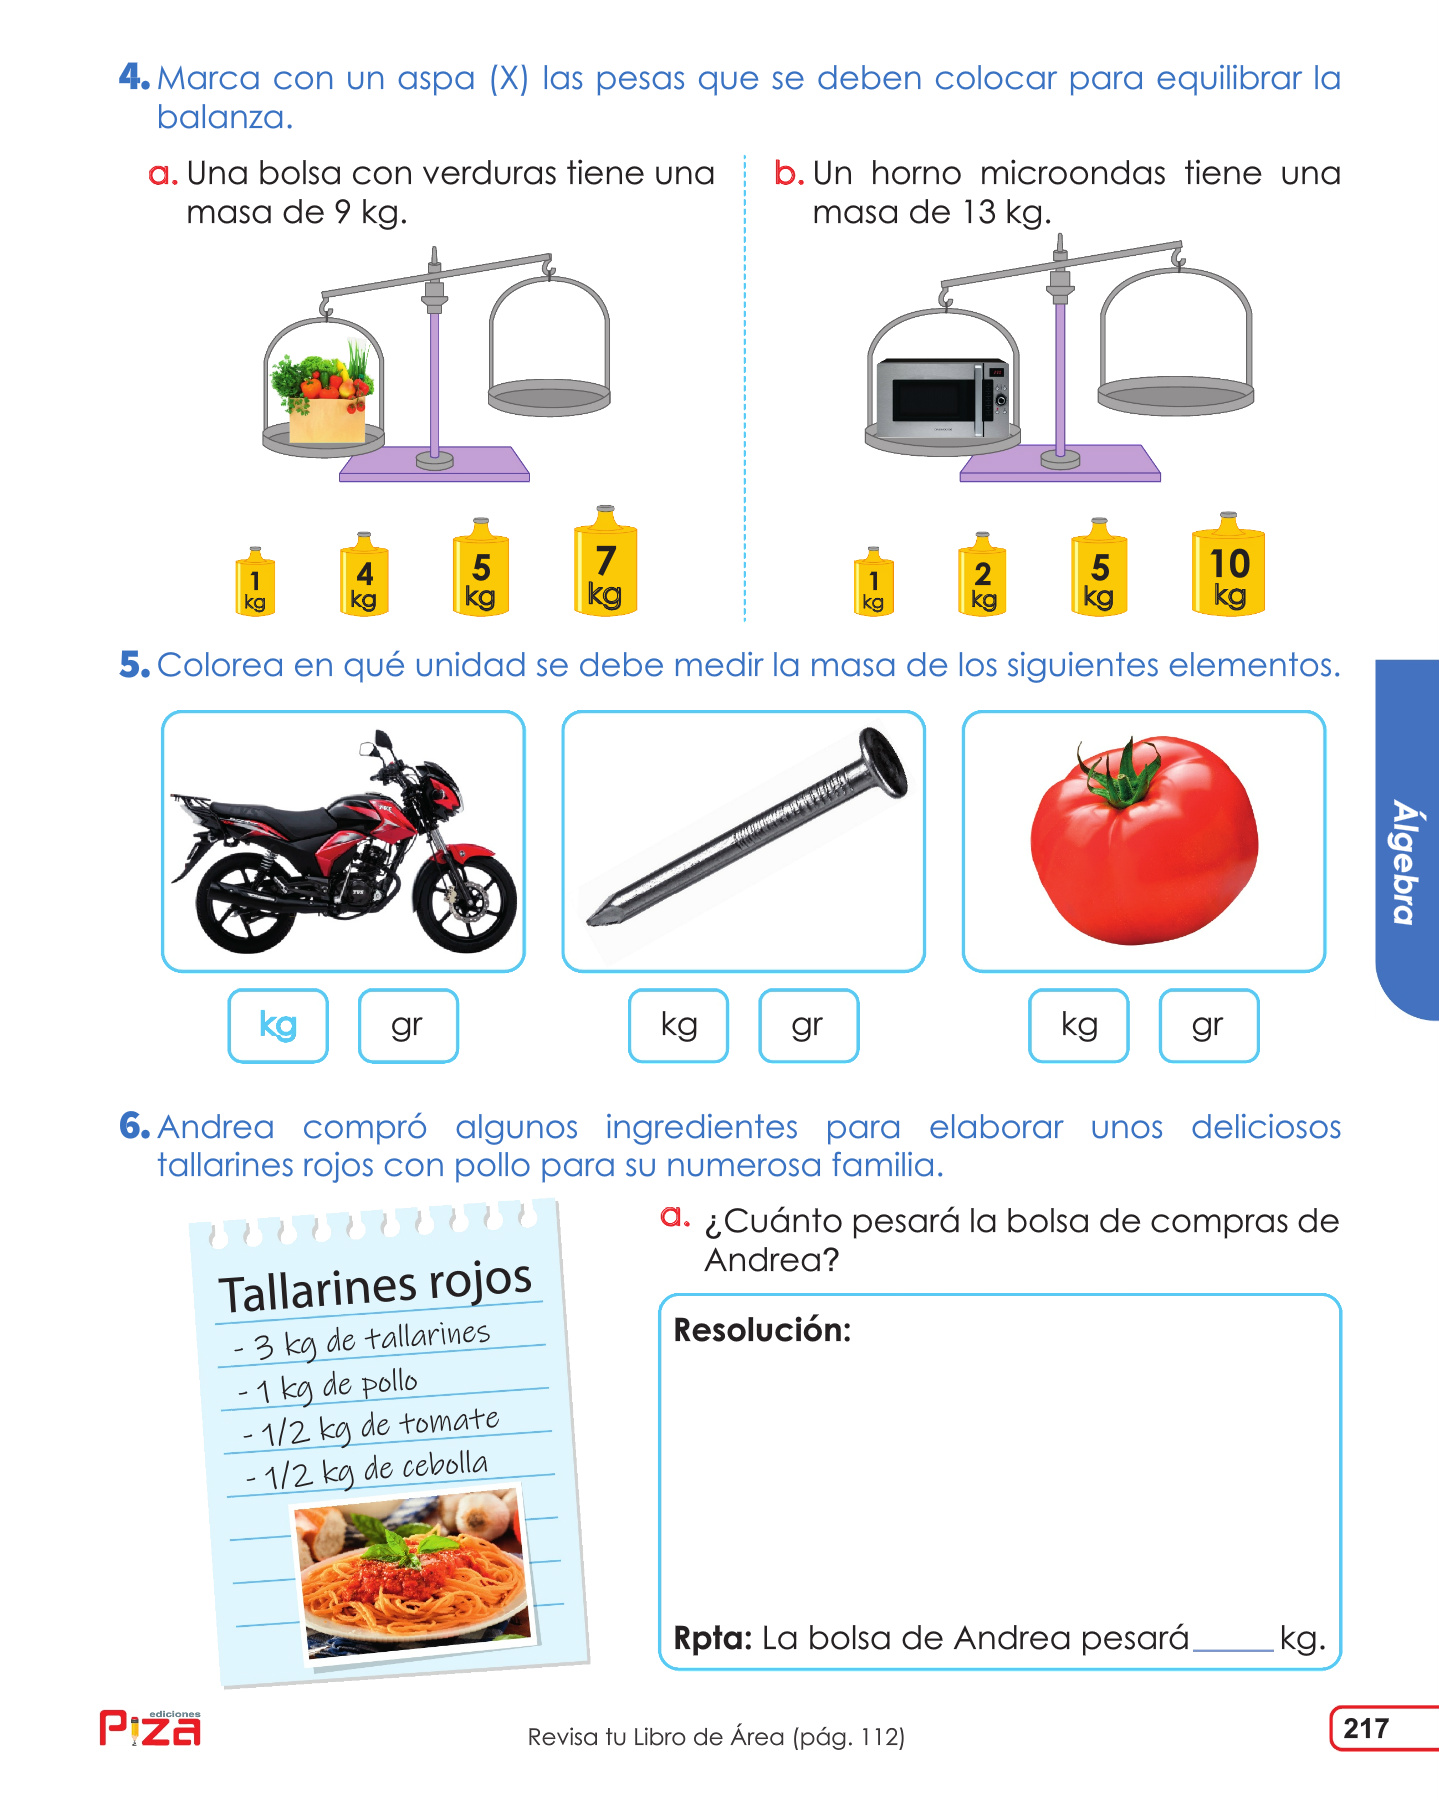 4. Marca con un aspa (X) las pesas que se deben colocar para equilibrar la
balanza.
a. Una bolsa con verduras tiene una
masa de 9 kg.
b. Un horno microondas tiene una
masa de 13 kg.
1
kg
4
kg
5
kg
7
kg
1
kg
2
kg
5
kg
10
kg
5. Colorea en qué unidad se debe medir la masa de los siguientes elementos.
kg gr
kg gr
kg gr
Álgebra
6. Andrea compró algunos ingredientes para elaborar unos deliciosos
tallarines rojos con pollo para su numerosa familia.
Tallarines rojos
- 3 kg de tallarines
- 1 kg de pollo
- 1/2 kg de tomate
- 1/2 kg de cebolla
a. ¿Cuánto pesará la bolsa de compras de
Andrea?
Resolución:
Rpta: La bolsa de Andrea pesará_____ kg.
ediciones
Piza
Revisa tu Libro de Área (pág. 112)
217